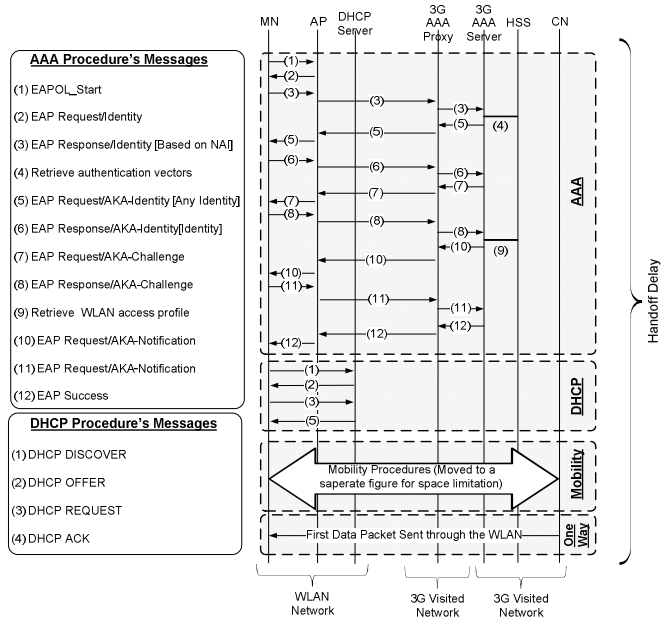 MN AP DHCP Server 3G AAA Proxy 3G AAA Server HSS CN
AAA Procedure's Messages
(1) EAPOL_Start
(2) EAP Request/Identity
(3) EAP Response/Identity [Based on NAI]
(4) Retrieve authentication vectors
(5) EAP Request/AKA-Identity [Any Identity]
(6) EAP Response/AKA-Identity[Identity]
(7) EAP Request/AKA-Challenge
(8) EAP Response/AKA-Challenge
(9) Retrieve WLAN access profile
(10) EAP Request/AKA-Notification
(11) EAP Request/AKA-Notification
(12) EAP Success
DHCP Procedure's Messages
(1) DHCP DISCOVER
(2) DHCP OFFER
(3) DHCP REQUEST
(4) DHCP ACK
(1)
(2)
(3)
(3)
(3)
(4)
(5)
(5)
(5)
(6)
(6)
(6)
(7)
(7)
(7)
(8)
(8)
(8)
(9)
(10)
(10)
(10)
(11)
(11)
(11)
(12)
(12)
(12)
AAA
(1)
(2)
(3)
(5)
DHCP
Mobility Procedures (Moved to a
saperate figure for space limitation)
Mobility
First Data Packet Sent through the WLAN
One
Way
Handoff Delay
WLAN
Network
3G Visited
Network
3G Visited
Network